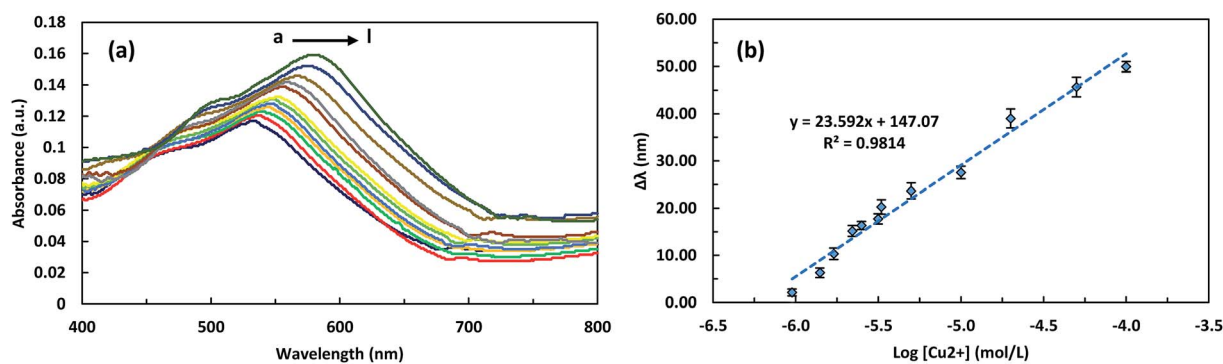 (a)
a → l
0.18
0.16
0.14
0.12
0.1
0.08
0.06
0.04
0.02
0
Absorbance (a.u.)
400 500 600 700 800
Wavelength (nm)
(b)
y = 23.592x + 147.07
R² = 0.9814
60.00
50.00
40.00
30.00
20.00
10.00
0.00
Δλ (nm)
-6.5 -6.0 -5.5 -5.0 -4.5 -4.0 -3.5
Log [Cu2+] (mol/L)